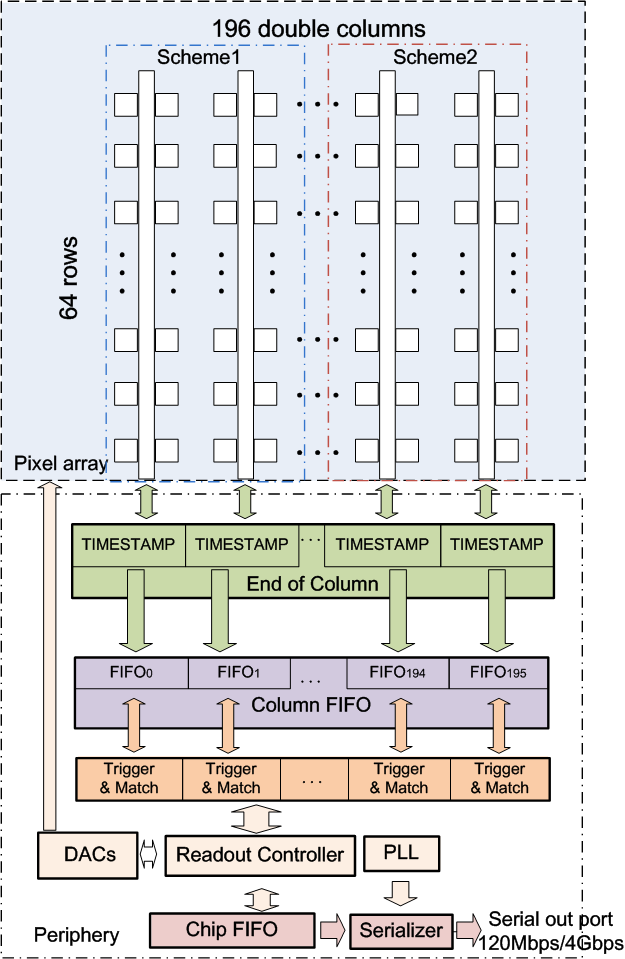 196 double columns
Scheme1 Scheme2
64 rows
Pixel array
TIMESTAMP TIMESTAMP ... TIMESTAMP TIMESTAMP
End of Column
FIFO0 FIFO1 ... FIFO194 FIFO195
Column FIFO
Trigger & Match
Trigger & Match
...
Trigger & Match
Trigger & Match
DACs Readout Controller PLL
Chip FIFO Serializer
Serial out port
120Mbps/4Gbps
Periphery